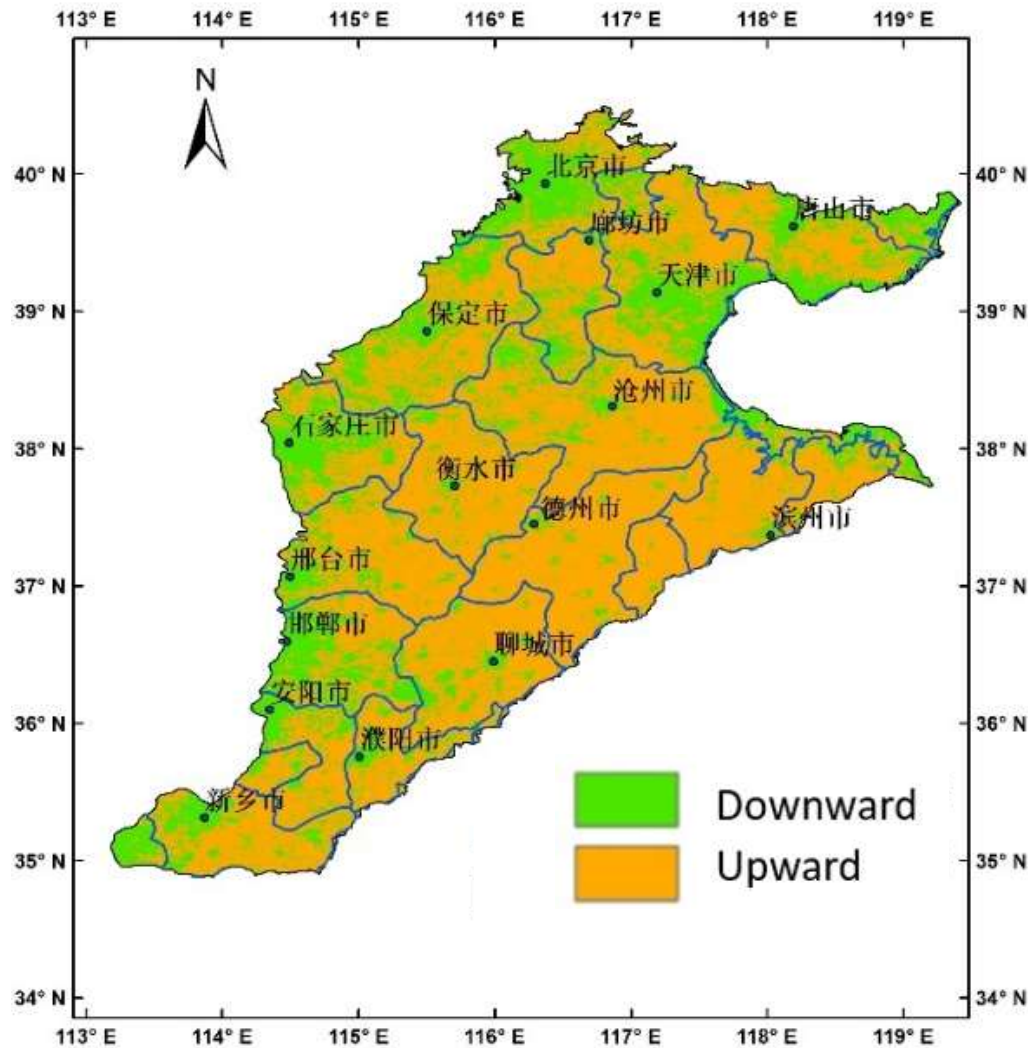 113° E 114° E 115° E 116° E 117° E 118° E 119° E
N
40° N 北京市 40° N
唐山市
廊坊市
天津市
39° N 保定市 39° N
沧州市
石家庄市
38° N 38° N
衡水市
德州市
滨州市
37° N 邢台市 37° N
邯郸市
聊城市
安阳市
36° N 36° N
濮阳市
Downward
新乡市
Upward
35° N 35° N
34° N 34° N
113° E 114° E 115° E 116° E 117° E 118° E 119° E